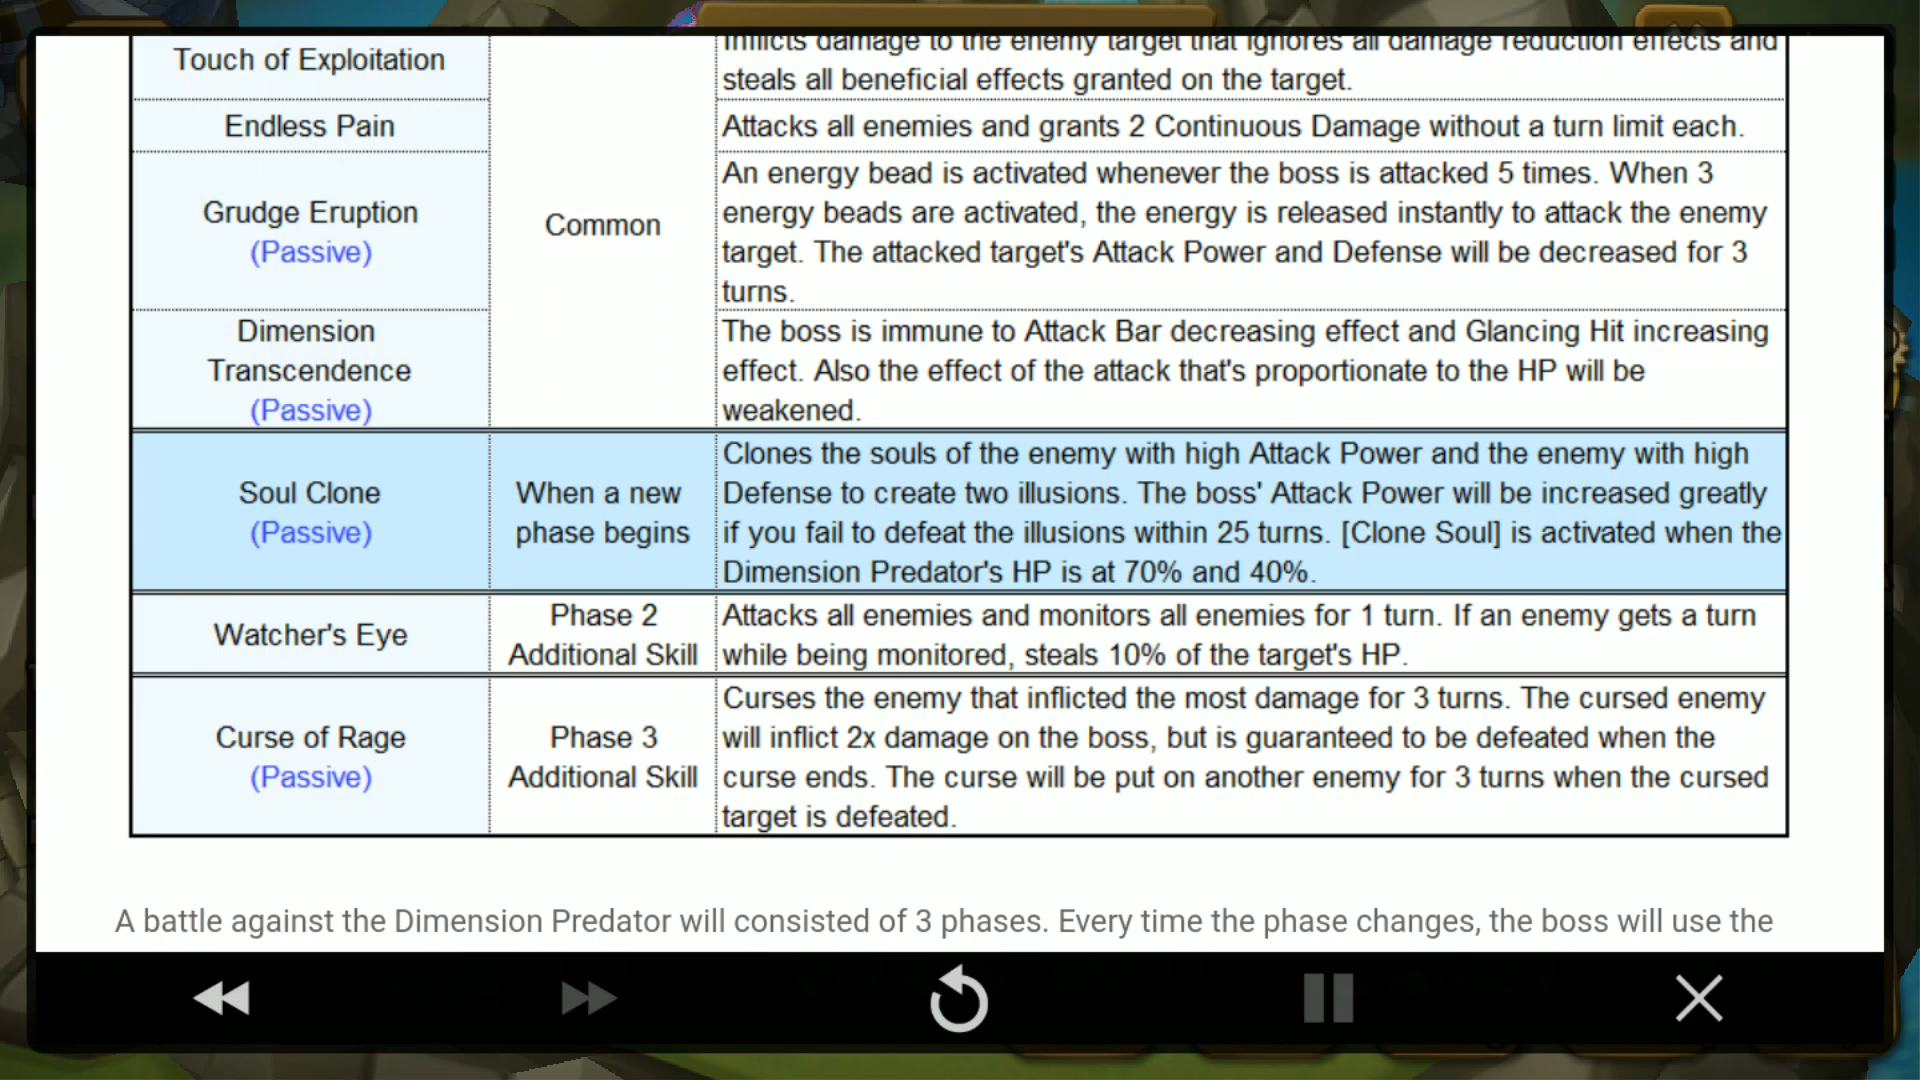 Touch of Exploitation
Inflicts damage to the enemy target that ignores all damage reduction effects and
steals all beneficial effects granted on the target.
Endless Pain
Attacks all enemies and grants 2 Continuous Damage without a turn limit each.
Grudge Eruption
(Passive)
Common
An energy bead is activated whenever the boss is attacked 5 times. When 3
energy beads are activated, the energy is released instantly to attack the enemy
target. The attacked target's Attack Power and Defense will be decreased for 3
turns.
Dimension
Transcendence
(Passive)
The boss is immune to Attack Bar decreasing effect and Glancing Hit increasing
effect. Also the effect of the attack that's proportionate to the HP will be
weakened.
Soul Clone
(Passive)
When a new
phase begins
Clones the souls of the enemy with high Attack Power and the enemy with high
Defense to create two illusions. The boss' Attack Power will be increased greatly
if you fail to defeat the illusions within 25 turns. [Clone Soul] is activated when the
Dimension Predator's HP is at 70% and 40%.
Watcher's Eye
Phase 2
Additional Skill
Attacks all enemies and monitors all enemies for 1 turn. If an enemy gets a turn
while being monitored, steals 10% of the target's HP.
Curse of Rage
(Passive)
Phase 3
Additional Skill
Curses the enemy that inflicted the most damage for 3 turns. The cursed enemy
will inflict 2x damage on the boss, but is guaranteed to be defeated when the
curse ends. The curse will be put on another enemy for 3 turns when the cursed
target is defeated.
A battle against the Dimension Predator will consisted of 3 phases. Every time the phase changes, the boss will use the